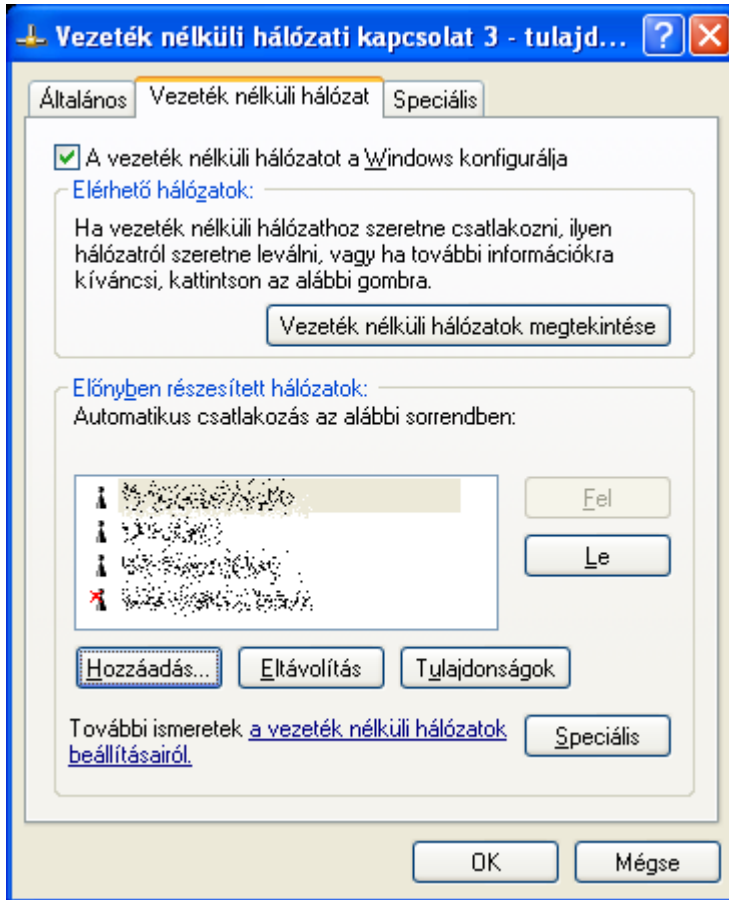 Vezeték nélküli hálózati kapcsolat 3 - tulajd...
Általános Vezeték nélküli hálózat Speciális
A vezeték nélküli hálózatot a Windows konfigurálja
Elérhető hálózatok:
Ha vezeték nélküli hálózathoz szeretne csatlakozni, ilyen
hálózatról szeretne leválni, vagy ha további információkra
kíváncsi, kattintson az alábbi gombra.
Vezeték nélküli hálózatok megtekintése
Előnyben részesített hálózatok:
Automatikus csatlakozás az alábbi sorrendben:
Fel
Le
Hozzáadás... Eltávolítás Tulajdonságok
További ismeretek a vezeték nélküli hálózatok
beállításairól.
Speciális
OK Mégse